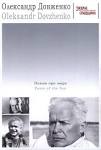 Олександр Довженко
Oleksandr Dovzhenko
Поема про море
Poem of the Sea